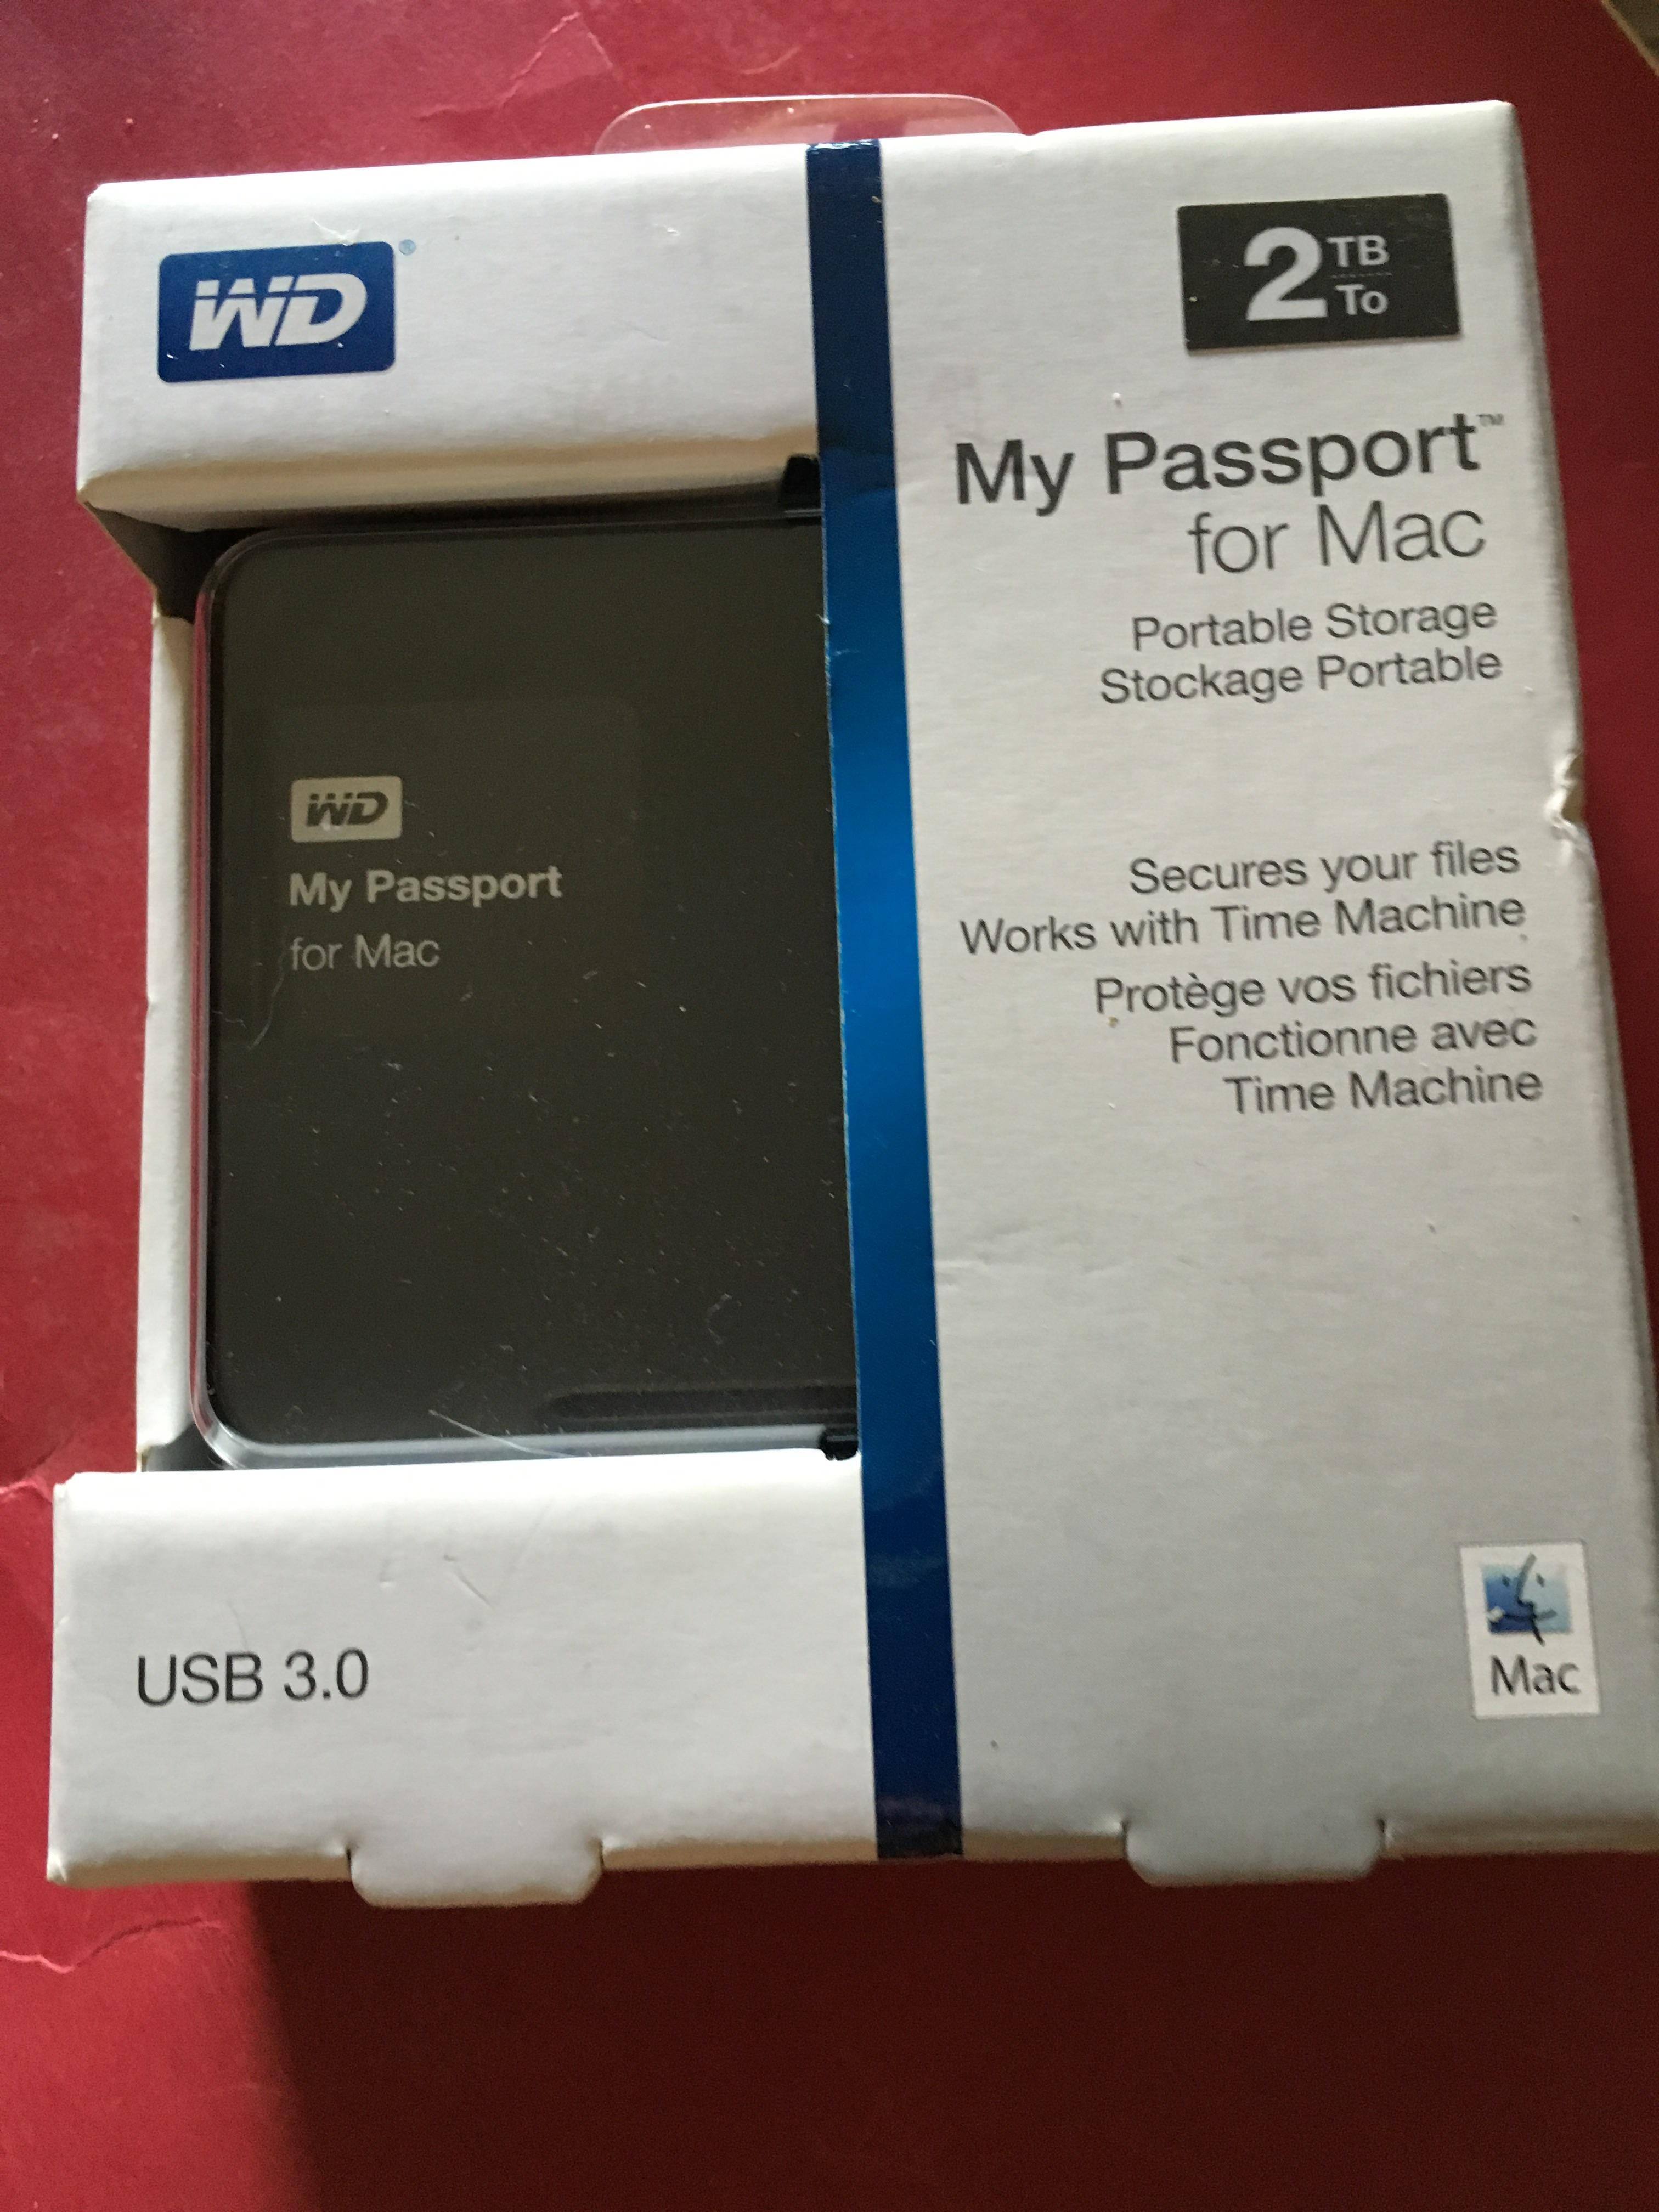 WD®
2 TB
To
My Passport™
for Mac
Portable Storage
Stockage Portable
WD
My Passport
for Mac
Secures your files
Works with Time Machine
Protège vos fichiers
Fonctionne avec
Time Machine
USB 3.0
Mac